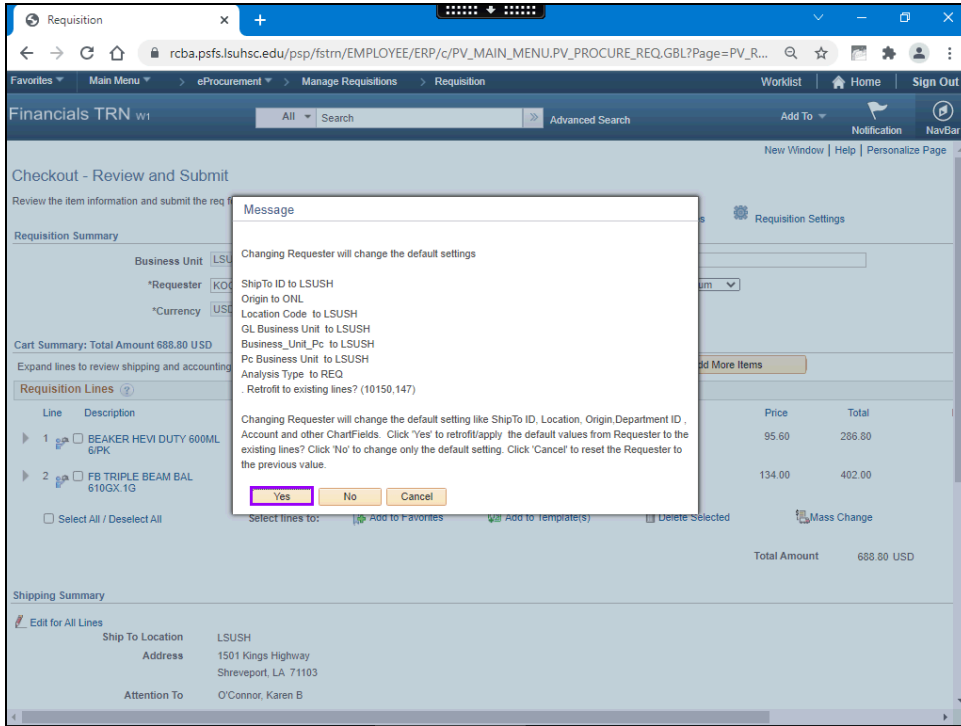 Requisition
rcba.psfs.lsuhsc.edu/psp/fstrn/EMPLOYEE/ERP/c/PV_MAIN_MENU.PV_PROCURE_REQ.GBL?Page=PV_R...
Favorites Main Menu > eProcurement > Manage Requisitions > Requisition Worklist Home Sign Out
Financials TRN W1 All Search Advanced Search Add To Notification NavBar
New Window | Help | Personalize Page
Checkout - Review and Submit
Review the item information and submit the req
Requisition Settings
Requisition Summary
Business Unit LSU
*Requester KOC
*Currency USD
Cart Summary: Total Amount 688.80 USD
Expand lines to review shipping and accounting
dd More Items
Requisition Lines ?
Line Description Price Total
1 BEAKER HEVI DUTY 600ML 6/PK 95.60 286.80
2 FB TRIPLE BEAM BAL 610GX.1G 134.00 402.00
Select All / Deselect All Select lines to: Add to Favorites Add to Template(s) Delete Selected Mass Change
Total Amount 688.80 USD
Shipping Summary
Edit for All Lines
Ship To Location LSUSH
Address 1501 Kings Highway
Shreveport, LA 71103
Attention To O'Connor, Karen B
Message
Changing Requester will change the default settings
ShipTo ID to LSUSH
Origin to ONL
Location Code to LSUSH
GL Business Unit to LSUSH
Business_Unit_Pc to LSUSH
Pc Business Unit to LSUSH
Analysis Type to REQ
. Retrofit to existing lines? (10150,147)
Changing Requester will change the default setting like ShipTo ID, Location, Origin,Department ID ,
Account and other ChartFields. Click 'Yes' to retrofit/apply the default values from Requester to the
existing lines? Click 'No' to change only the default setting. Click 'Cancel' to reset the Requester to
the previous value.
Yes No Cancel